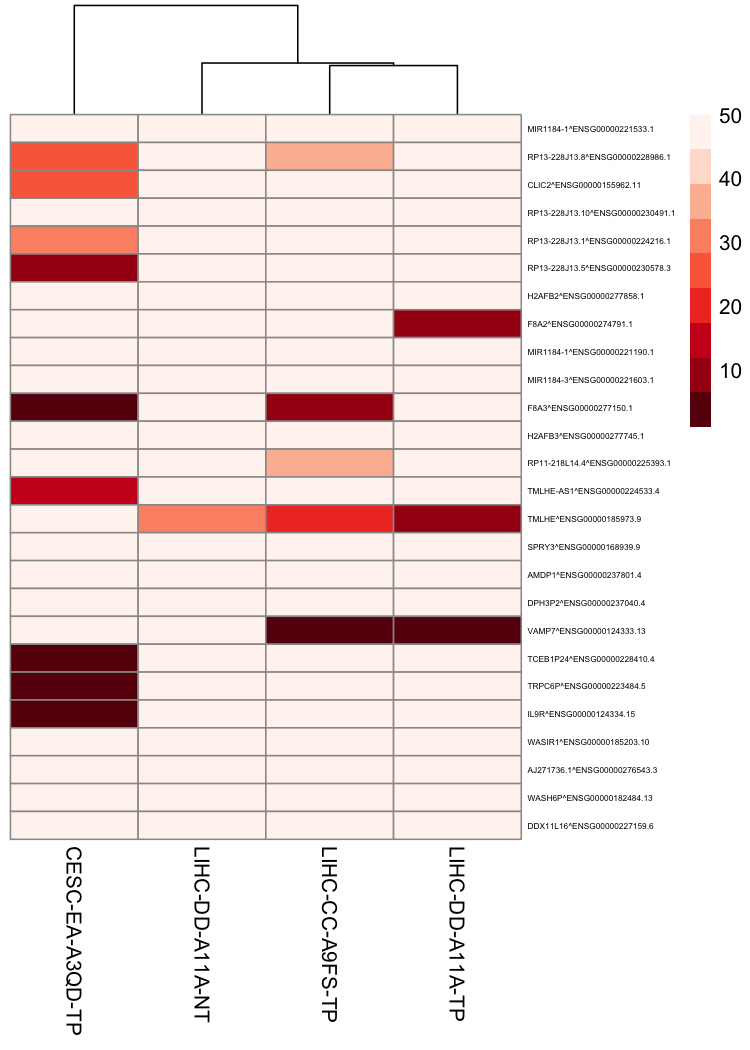 MIR1184-1^ENSG00000221533.1
RP13-228J13.8^ENSG00000228986.1
CLIC2^ENSG00000155962.11
RP13-228J13.10^ENSG00000230491.1
RP13-228J13.1^ENSG00000224216.1
RP13-228J13.5^ENSG00000230578.3
H2AFB2^ENSG00000277858.1
F8A2^ENSG00000274791.1
MIR1184-1^ENSG00000221190.1
MIR1184-3^ENSG00000221603.1
F8A3^ENSG00000277150.1
H2AFB3^ENSG00000277745.1
RP11-218L14.4^ENSG00000225393.1
TMLHE-AS1^ENSG00000224533.4
TMLHE^ENSG00000185973.9
SPRY3^ENSG00000168939.9
AMDP1^ENSG00000237801.4
DPH3P2^ENSG00000237040.4
VAMP7^ENSG00000124333.13
TCEB1P24^ENSG00000228410.4
TRPC6P^ENSG00000223484.5
IL9R^ENSG00000124334.15
WASIR1^ENSG00000185203.10
AJ271736.1^ENSG00000276543.3
WASH6P^ENSG00000182484.13
DDX11L16^ENSG00000227159.6
50
40
30
20
10
CESC-EA-A3QD-TP
LIHC-DD-A11A-NT
LIHC-CC-A9FS-TP
LIHC-DD-A11A-TP